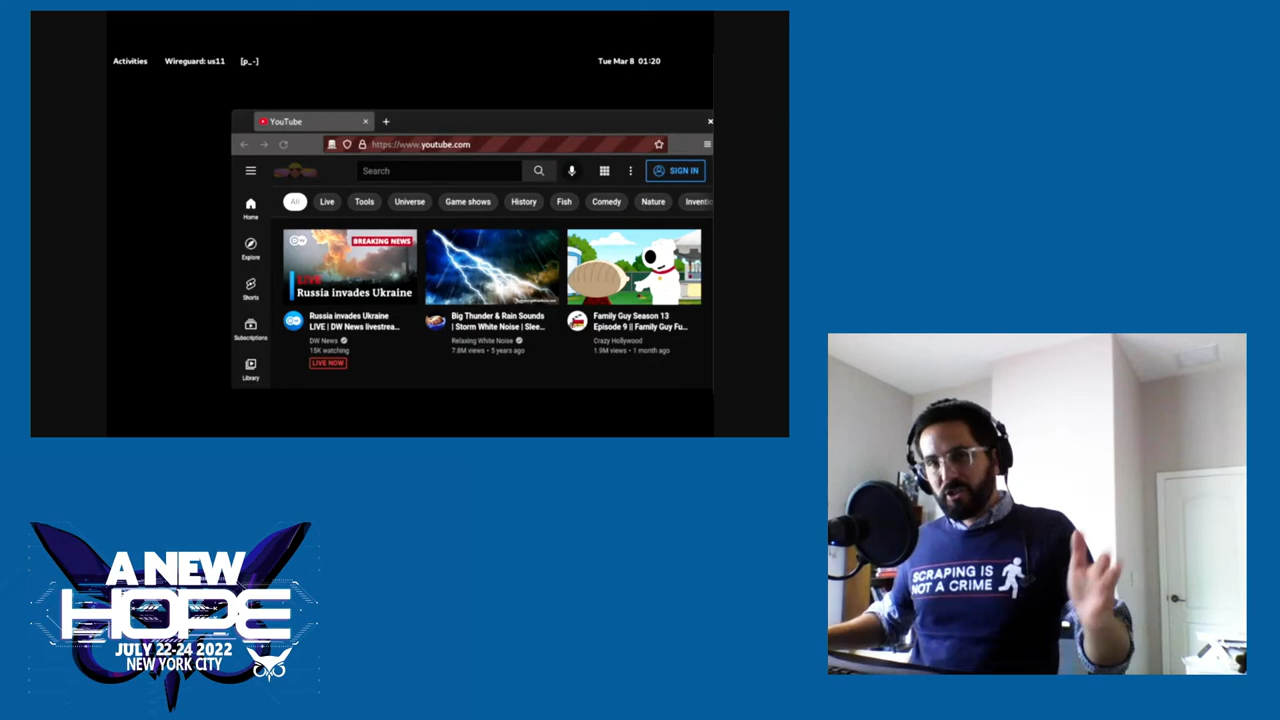 Activities Wireguard: us11 [p_-] Tue Mar 8 01:20
YouTube
https://www.youtube.com
Search
SIGN IN
All Live Tools Universe Game shows History Fish Comedy Nature Inventio
Home
Explore
Shorts
Subscriptions
Library
BREAKING NEWS
LIVE
Russia invades Ukraine
Russia invades Ukraine
LIVE | DW News livestrea...
DW News
15K watching
LIVE NOW
Big Thunder & Rain Sounds
| Storm White Noise | Slee...
Relaxing White Noise
7.8M views • 5 years ago
Family Guy Season 13
Episode 9 || Family Guy Fu...
Crazy Hollywood
1.9M views • 1 month ago
SCRAPING IS
NOT A CRIME
A NEW
HOPE
JULY 22-24 2022
NEW YORK CITY